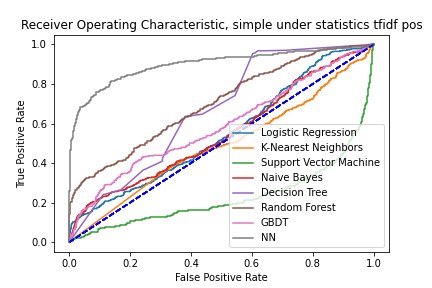 Receiver Operating Characteristic, simple under statistics tfidf pos
True Positive Rate
1.0
0.8
0.6
0.4
0.2
0.0
Logistic Regression
K-Nearest Neighbors
Support Vector Machine
Naive Bayes
Decision Tree
Random Forest
GBDT
NN
0.0 0.2 0.4 0.6 0.8 1.0
False Positive Rate